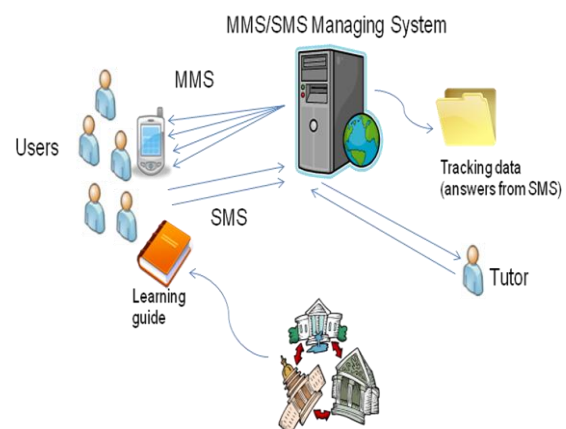 MMS/SMS Managing System
MMS
Users
Tracking data
(answers from SMS)
SMS
Tutor
Learning
guide